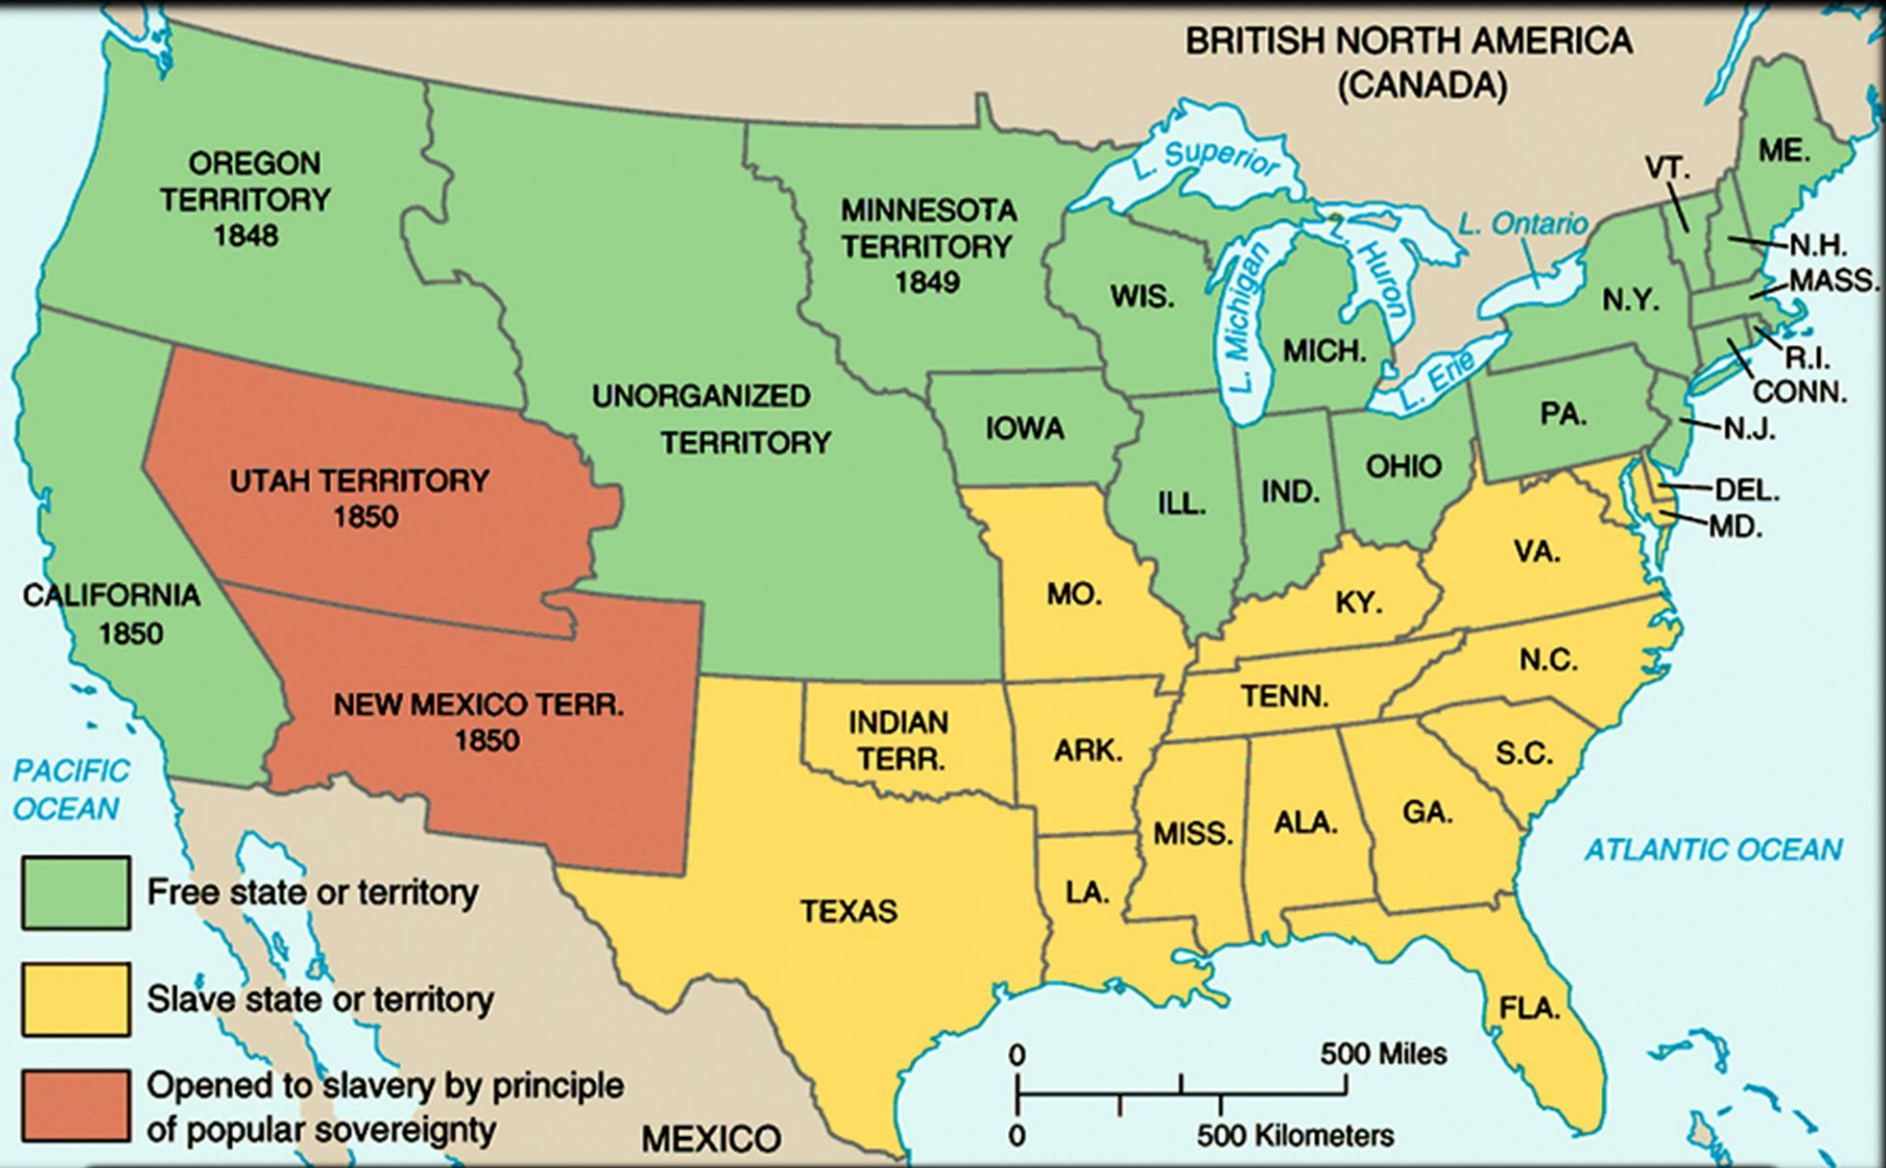 BRITISH NORTH AMERICA
(CANADA)
OREGON
TERRITORY
1848
MINNESOTA
TERRITORY
1849
L. Superior
L. Michigan
L. Huron
L. Ontario
L. Erie
VT.
ME.
N.H.
MASS.
N.Y.
R.I.
CONN.
WIS.
MICH.
UNORGANIZED
TERRITORY
IOWA
PA.
N.J.
UTAH TERRITORY
1850
ILL.
IND.
OHIO
DEL.
MD.
CALIFORNIA
1850
MO.
KY.
VA.
NEW MEXICO TERR.
1850
INDIAN
TERR.
ARK.
TENN.
N.C.
S.C.
PACIFIC
OCEAN
TEXAS
LA.
MISS.
ALA.
GA.
FLA.
ATLANTIC OCEAN
Free state or territory
Slave state or territory
Opened to slavery by principle
of popular sovereignty
MEXICO
0 500 Miles
0 500 Kilometers